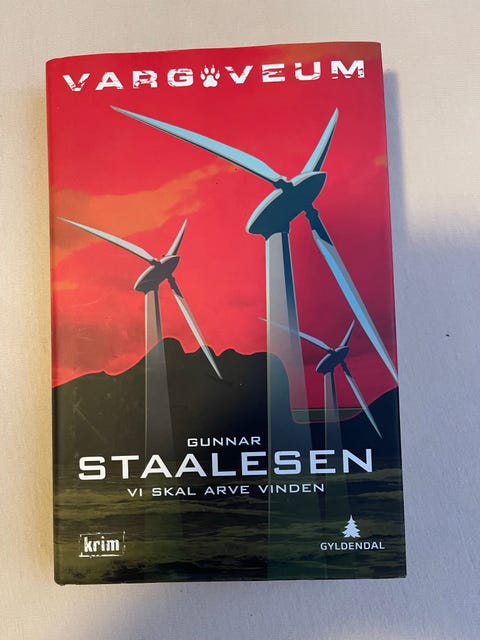 VARG VEUM
GUNNAR
STAALESEN
VI SKAL ARVE VINDEN
krim
GYLDENDAL